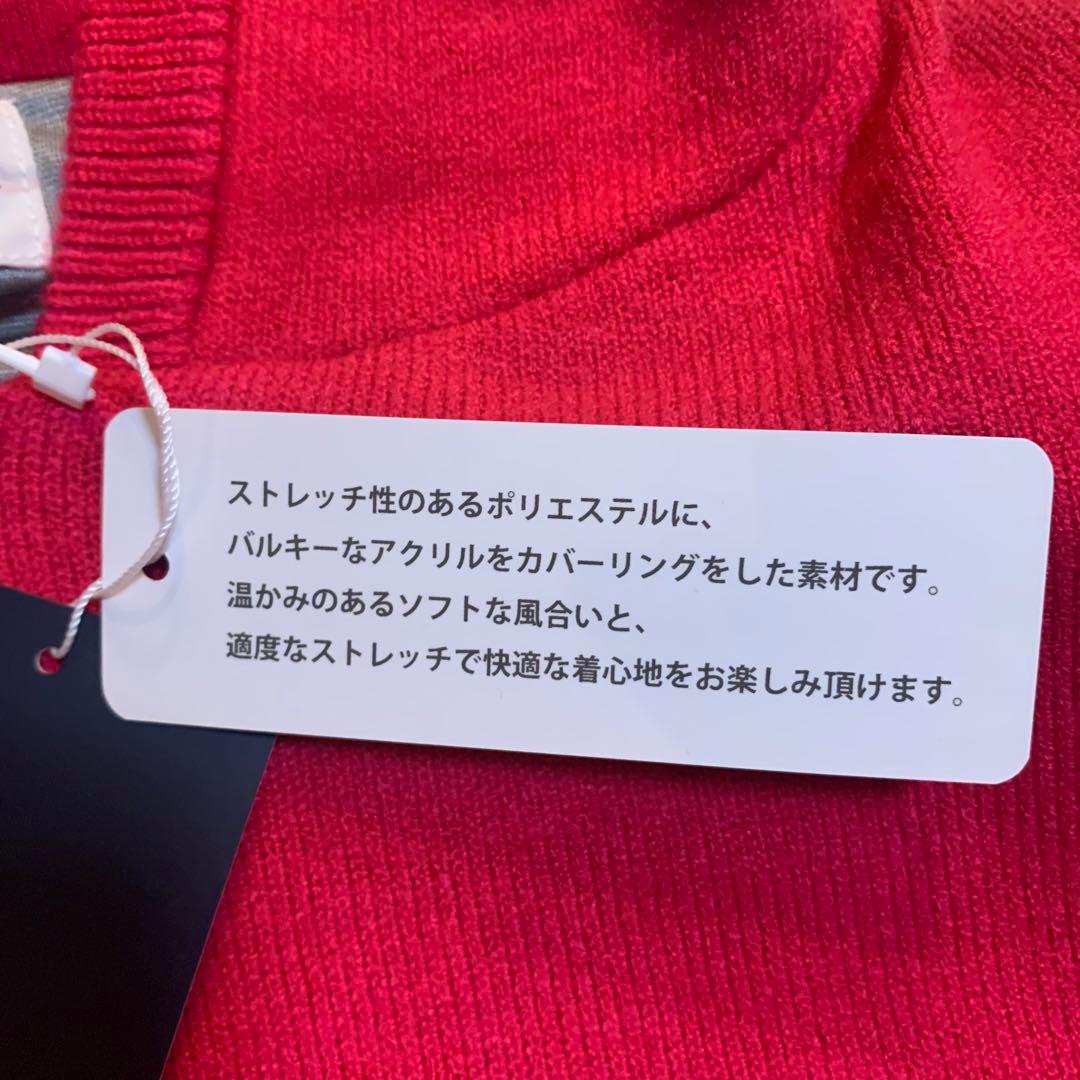 ストレッチ性のあるポリエステルに、
バルキーなアクリルをカバーリングをした素材です。
温かみのあるソフトな風合いと、
適度なストレッチで快適な着心地をお楽しみ頂けます。